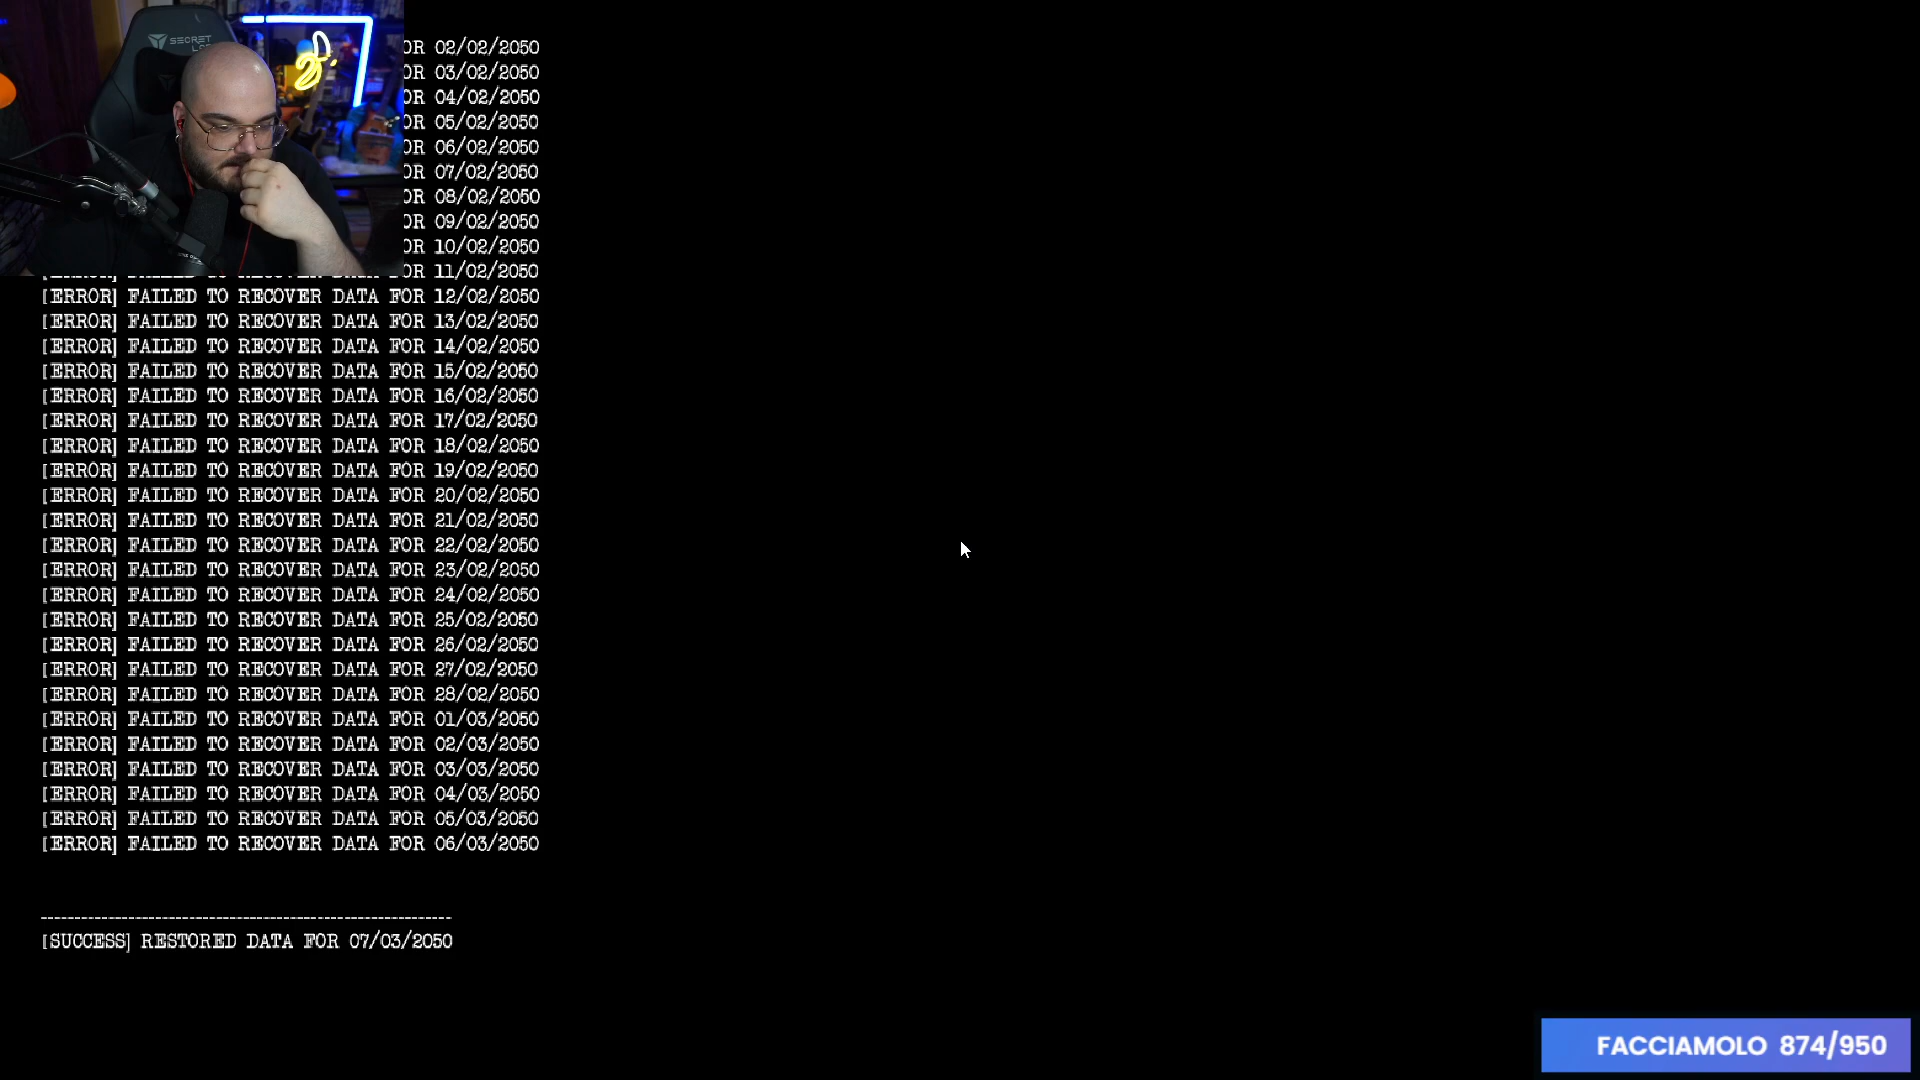 SECRET
OR 02/02/2050
OR 03/02/2050
OR 04/02/2050
OR 05/02/2050
OR 06/02/2050
OR 07/02/2050
OR 08/02/2050
OR 09/02/2050
OR 10/02/2050
[ERROR] FAILED TO RECOVER DATA FOR 11/02/2050
[ERROR] FAILED TO RECOVER DATA FOR 12/02/2050
[ERROR] FAILED TO RECOVER DATA FOR 13/02/2050
[ERROR] FAILED TO RECOVER DATA FOR 14/02/2050
[ERROR] FAILED TO RECOVER DATA FOR 15/02/2050
[ERROR] FAILED TO RECOVER DATA FOR 16/02/2050
[ERROR] FAILED TO RECOVER DATA FOR 17/02/2050
[ERROR] FAILED TO RECOVER DATA FOR 18/02/2050
[ERROR] FAILED TO RECOVER DATA FOR 19/02/2050
[ERROR] FAILED TO RECOVER DATA FOR 20/02/2050
[ERROR] FAILED TO RECOVER DATA FOR 21/02/2050
[ERROR] FAILED TO RECOVER DATA FOR 22/02/2050
[ERROR] FAILED TO RECOVER DATA FOR 23/02/2050
[ERROR] FAILED TO RECOVER DATA FOR 24/02/2050
[ERROR] FAILED TO RECOVER DATA FOR 25/02/2050
[ERROR] FAILED TO RECOVER DATA FOR 26/02/2050
[ERROR] FAILED TO RECOVER DATA FOR 27/02/2050
[ERROR] FAILED TO RECOVER DATA FOR 28/02/2050
[ERROR] FAILED TO RECOVER DATA FOR 01/03/2050
[ERROR] FAILED TO RECOVER DATA FOR 02/03/2050
[ERROR] FAILED TO RECOVER DATA FOR 03/03/2050
[ERROR] FAILED TO RECOVER DATA FOR 04/03/2050
[ERROR] FAILED TO RECOVER DATA FOR 05/03/2050
[ERROR] FAILED TO RECOVER DATA FOR 06/03/2050
[SUCCESS] RESTORED DATA FOR 07/03/2050
FACCIAMOLO 874/950